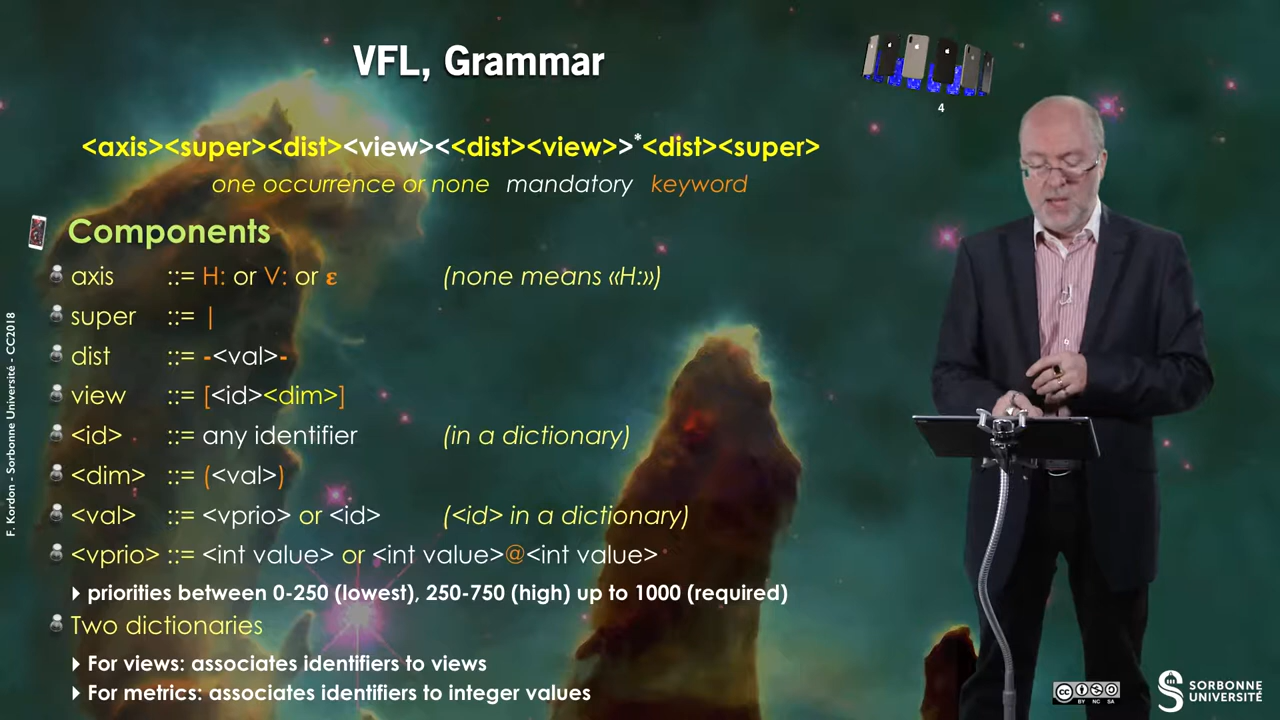 VFL, Grammar
4
<axis><super><dist><view><<dist><view>>*<dist><super>
one occurrence or none mandatory keyword
Components
axis ::= H: or V: or ε (none means «H:»)
super ::= |
dist ::= -<val>-
view ::= [<id><dim>]
<id> ::= any identifier (in a dictionary)
<dim> ::= (<val>)
<val> ::= <vprio> or <id> (<id> in a dictionary)
<vprio> ::= <int value> or <int value>@<int value>
priorities between 0-250 (lowest), 250-750 (high) up to 1000 (required)
Two dictionaries
For views: associates identifiers to views
For metrics: associates identifiers to integer values
F. Kordon - Sorbonne Université - CC2018
CC BY NC SA
SORBONNE
UNIVERSITÉ